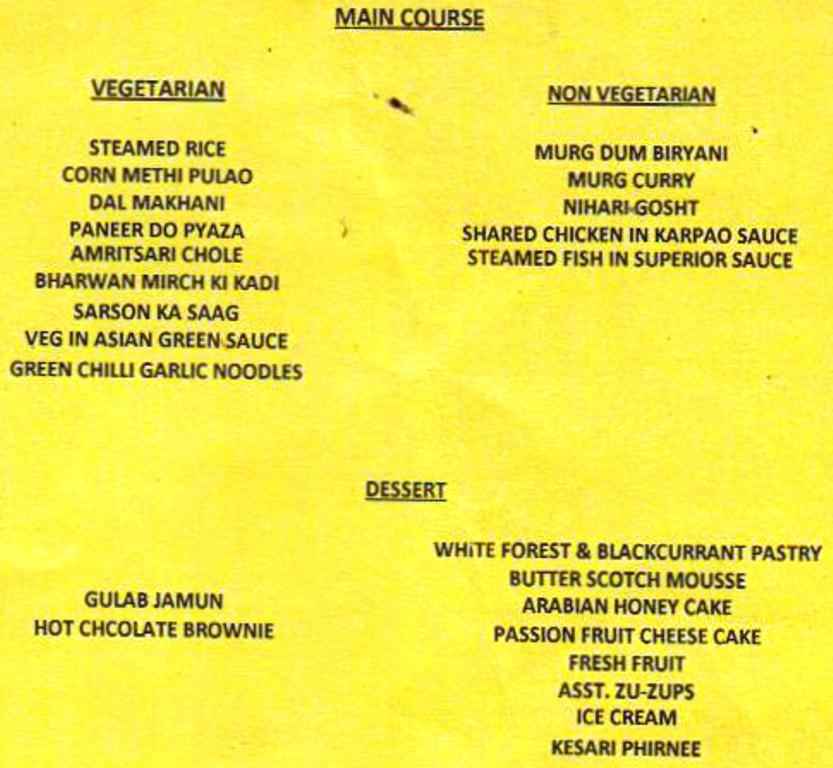 MAIN COURSE
VEGETARIAN
STEAMED RICE
CORN METHI PULAO
DAL MAKHANI
PANEER DO PYAZA
AMRITSARI CHOLE
BHARWAN MIRCH KI KADI
SARSON KA SAAG
VEG IN ASIAN GREEN SAUCE
GREEN CHILLI GARLIC NOODLES
NON VEGETARIAN
MURG DUM BIRYANI
MURG CURRY
NIHARI-GOSHT
SHARED CHICKEN IN KARPAO SAUCE
STEAMED FISH IN SUPERIOR SAUCE
DESSERT
GULAB JAMUN
HOT CHCOLATE BROWNIE
WHITE FOREST & BLACKCURRANT PASTRY
BUTTER SCOTCH MOUSSE
ARABIAN HONEY CAKE
PASSION FRUIT CHEESE CAKE
FRESH FRUIT
ASST. ZU-ZUPS
ICE CREAM
KESARI PHIRNEE